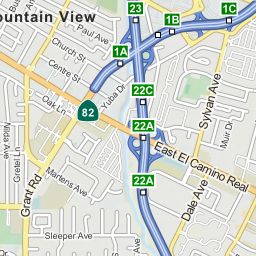 23
1B
1C
ountain View
Paul Ave
Church St
1A
Centre St
Yuba Dr
22C
Oak Ln
82
Sylvan Ave
Muir Dr
22A
East El Camino Real
Nilda Ave
Gretel Ln
Grant Rd
Martens Ave
22A
Dale Ave
Sleeper Ave